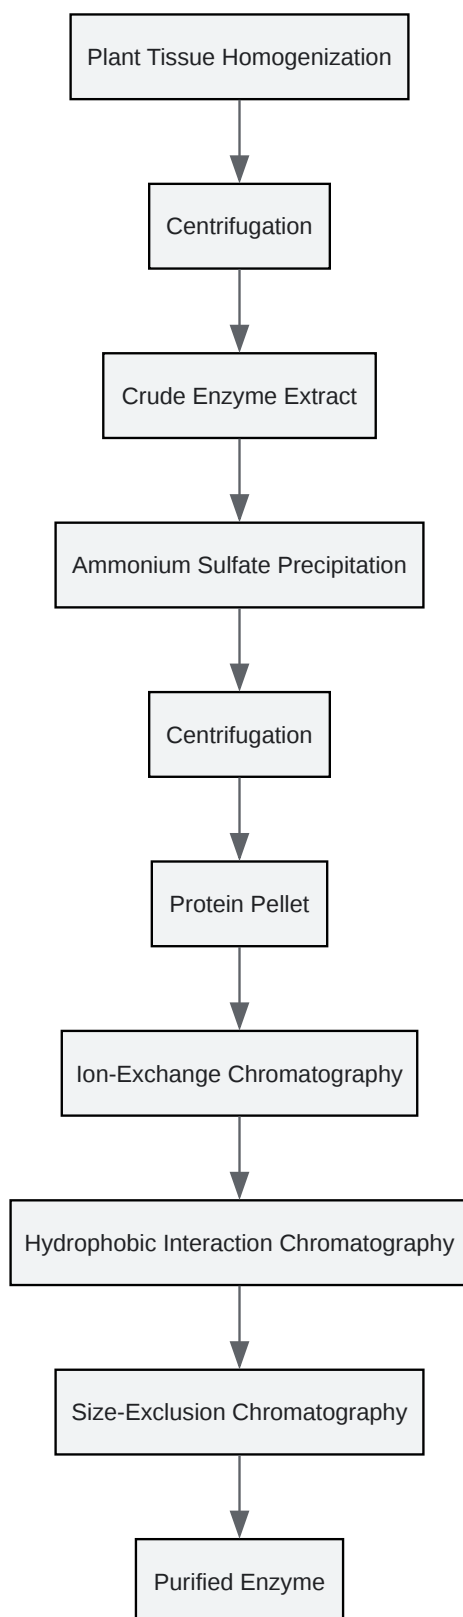 Plant Tissue Homogenization
Centrifugation
Crude Enzyme Extract
Ammonium Sulfate Precipitation
Centrifugation
Protein Pellet
Ion-Exchange Chromatography
Hydrophobic Interaction Chromatography
Size-Exclusion Chromatography
Purified Enzyme